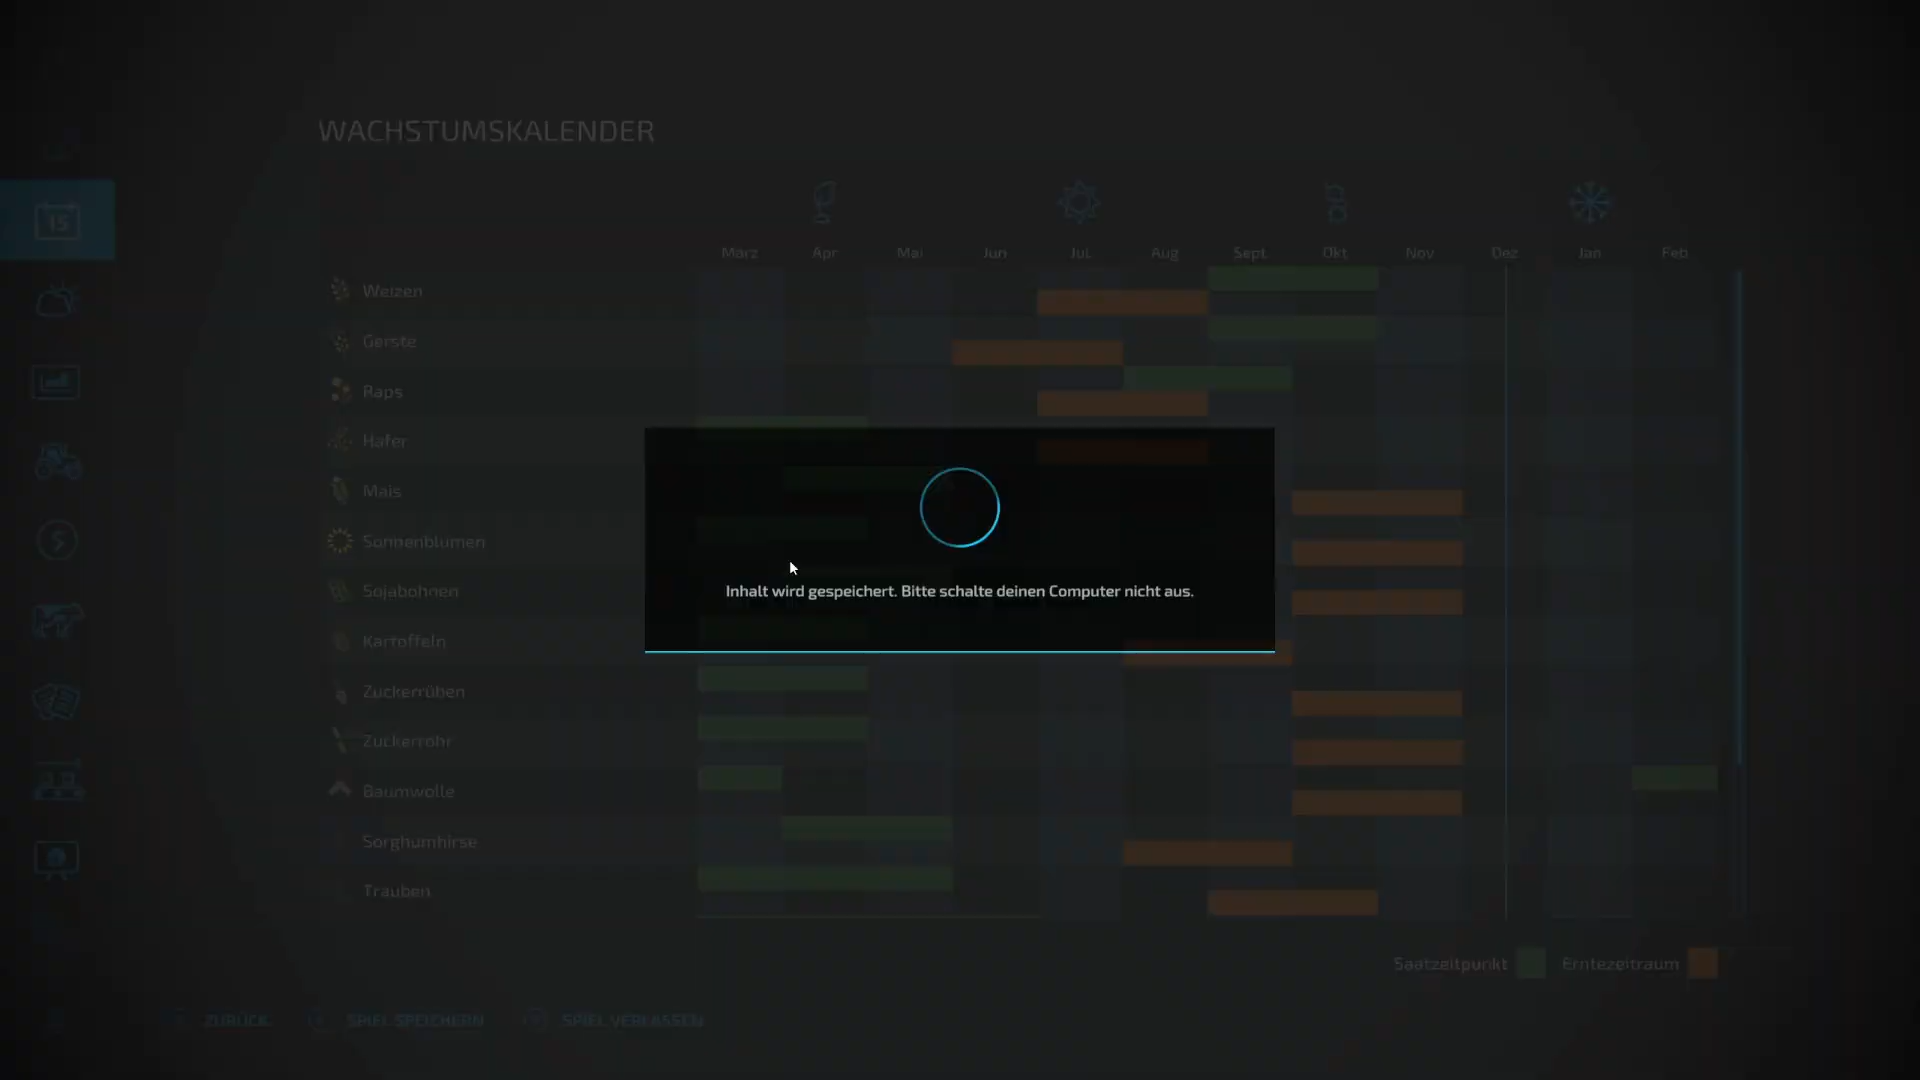 WACHSTUMSKALENDER
März Apr Mai Jun Jul Aug Sept Okt Nov Dez Jan Feb
15
Weizen
Gerste
Raps
Hafer
Mais
Sonnenblumen
Sojabohnen
Kartoffeln
Zuckerrüben
Zuckerrohr
Baumwolle
Sorghumhirse
Trauben
Inhalt wird gespeichert. Bitte schalte deinen Computer nicht aus.
Saatzeitpunkt Erntezeitraum
ZURÜCK SPIEL SPEICHERN SPIEL VERLASSEN